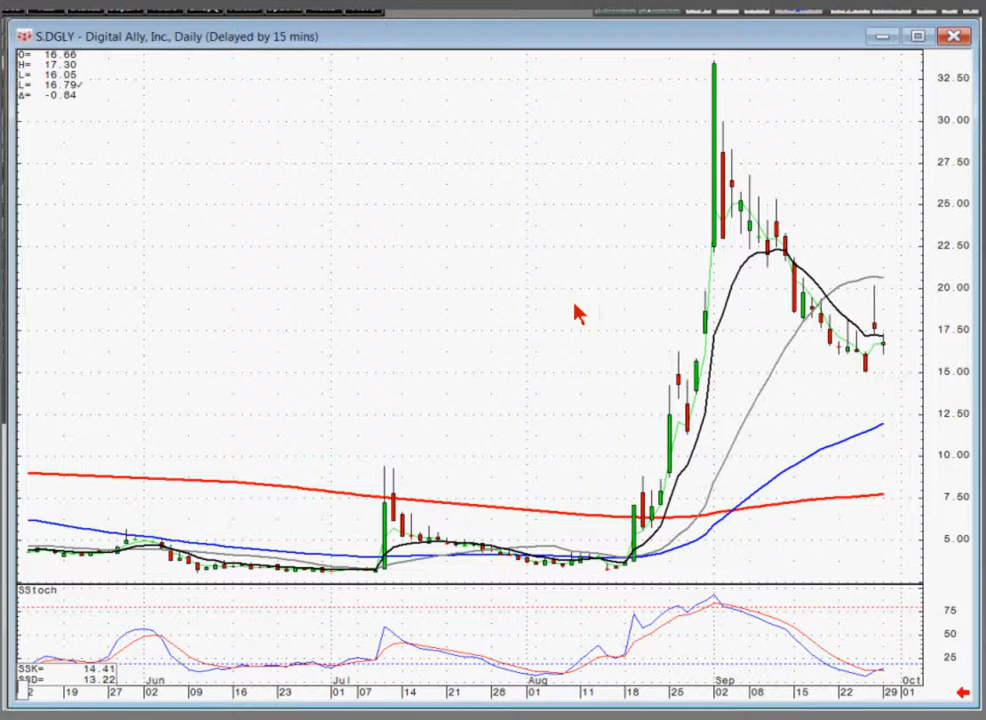 S.DGLY - Digital Ally, Inc., Daily (Delayed by 15 mins)
O= 16.66
H= 17.30
L= 16.05
L= 16.79✓
Δ= -0.84
32.50
30.00
27.50
25.00
22.50
20.00
17.50
15.00
12.50
10.00
7.50
5.00
SStoch
75
50
25
SSK= 14.41
SSD= 13.22
Jun Jul Aug Sep Oct
2 19 27 02 09 16 23 01 07 14 21 28 01 11 18 25 02 08 15 22 29 01